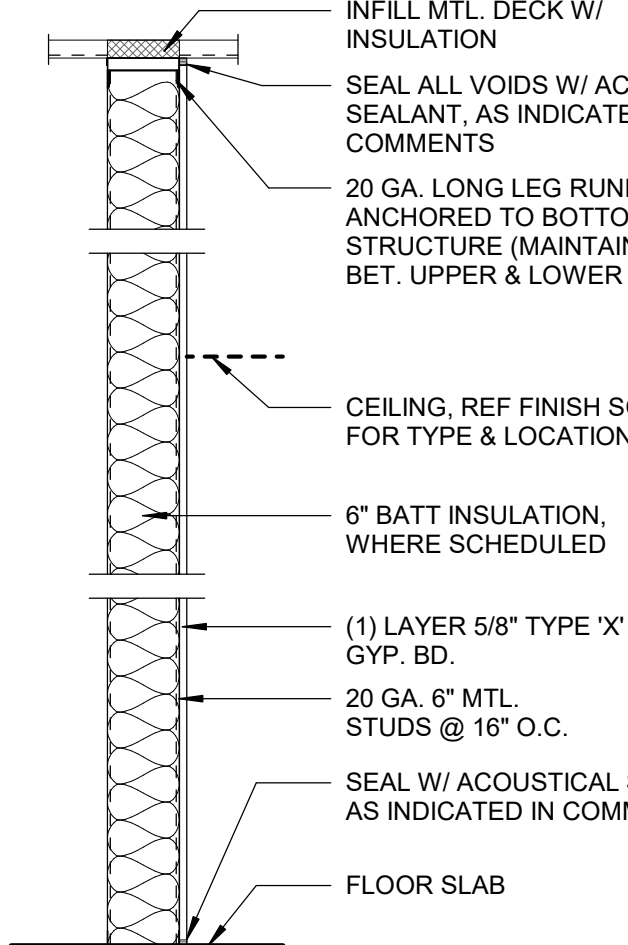 INFILL MTL. DECK W/
INSULATION
SEAL ALL VOIDS W/
SEALANT, AS
COMMENTS
20 GA. LONG LEG
ANCHORED TO
STRUCTURE
BET. UPPER & LOWER
CEILING, REF FINISH
FOR TYPE & LOCATION
6" BATT INSULATION,
WHERE SCHEDULED
(1) LAYER 5/8" TYPE 'X'
GYP. BD.
20 GA. 6" MTL.
STUDS @ 16" O.C.
SEAL W/ ACOUSTICAL
AS INDICATED IN
FLOOR SLAB